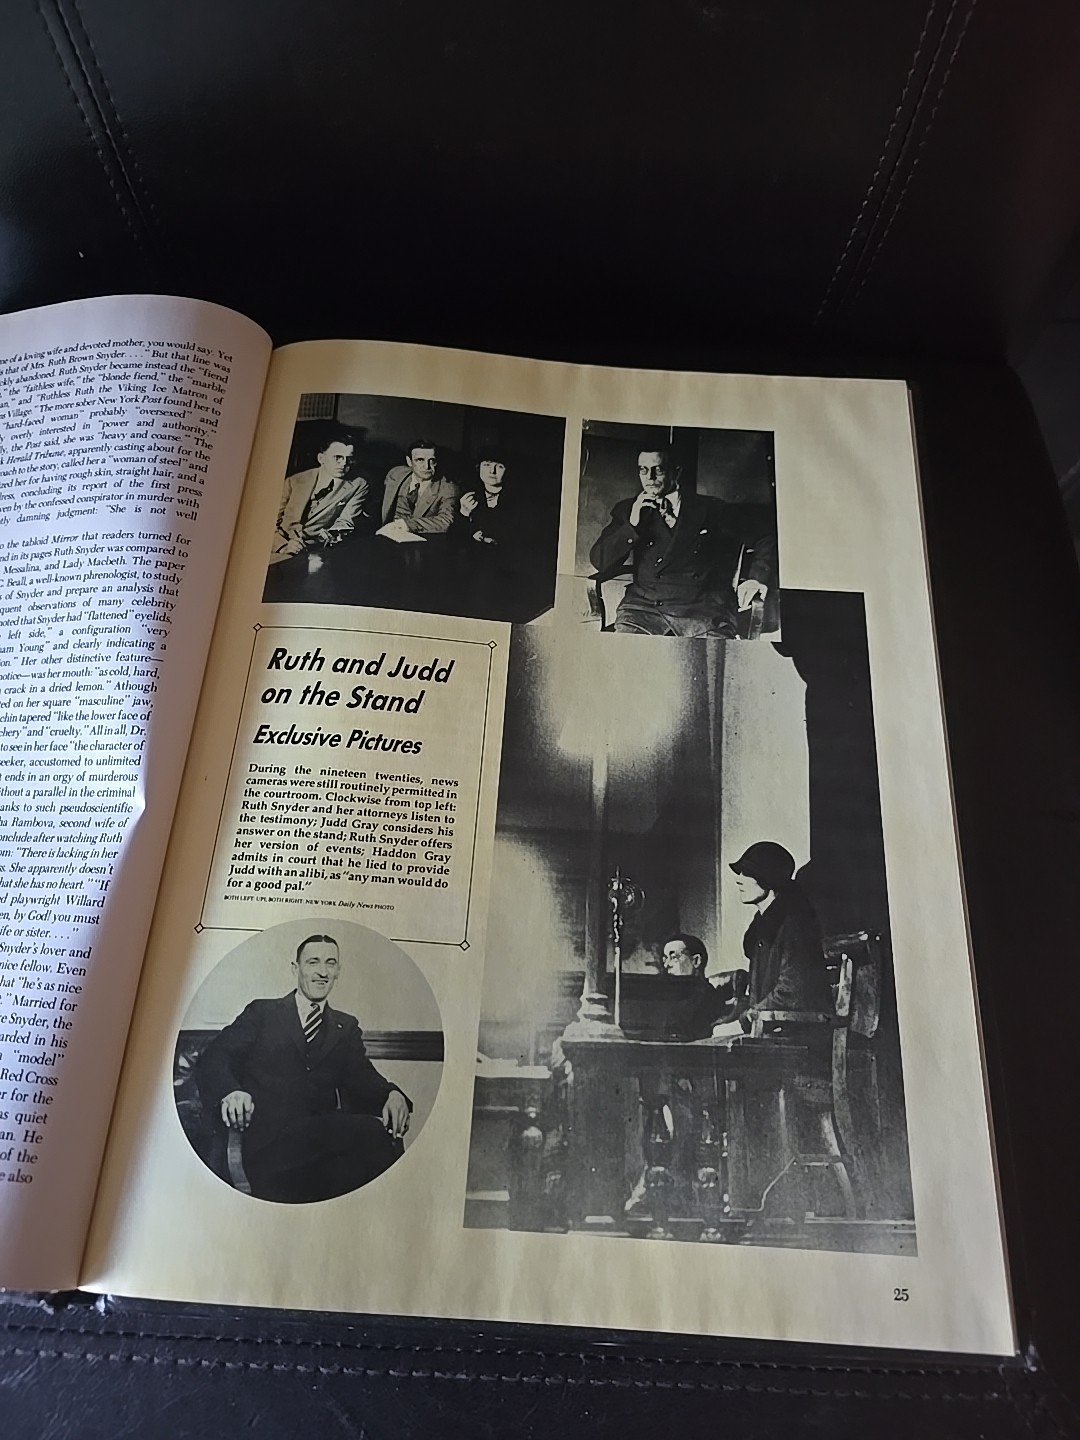 me of a loving wife and devoted mother, you would say. Yet
s that of Mrs. Ruth Brown Snyder. . . ." But that line was
ckly abandoned. Ruth Snyder became instead the "fiend
" the "faithless wife," the "blonde fiend," the "marble
an," and "Ruthless Ruth the Viking Ice Matron of
ns Village." The more sober New York Post found her to
"hard-faced woman" probably "oversexed" and
y overly interested in "power and authority."
ly, the Post said, she was "heavy and coarse." The
k Herald Tribune, apparently casting about for the
oach to the story, called her a "woman of steel" and
zed her for having rough skin, straight hair, and a
ress, concluding its report of the first press
ven by the confessed conspirator in murder with
tly damning judgment: "She is not well
o the tabloid Mirror that readers turned for
nd in its pages Ruth Snyder was compared to
Messalina, and Lady Macbeth. The paper
C. Beall, a well-known phrenologist, to study
s of Snyder and prepare an analysis that
quent observations of many celebrity
noted that Snyder had "flattened" eyelids,
left side," a configuration "very
ham Young" and clearly indicating a
ion." Her other distinctive feature—
notice—was her mouth: "as cold, hard,
crack in a dried lemon." Athough
ed on her square "masculine" jaw,
chin tapered "like the lower face of
chery" and "cruelty." All in all, Dr.
to see in her face "the character of
eeker, accustomed to unlimited
t ends in an orgy of murderous
ithout a parallel in the criminal
anks to such pseudoscientific
ha Rambova, second wife of
onclude after watching Ruth
om: "There is lacking in her
s. She apparently doesn't
hat she has no heart." "If
d playwright Willard
en, by God! you must
ife or sister. . . ."
Snyder's lover and
nice fellow. Even
hat "he's as nice
." Married for
e Snyder, the
arded in his
a "model"
Red Cross
er for the
as quiet
an. He
of the
e also
Ruth and Judd
on the Stand
Exclusive Pictures
During the nineteen twenties, news
cameras were still routinely permitted in
the courtroom. Clockwise from top left:
Ruth Snyder and her attorneys listen to
the testimony; Judd Gray considers his
answer on the stand; Ruth Snyder offers
her version of events; Haddon Gray
admits in court that he lied to provide
Judd with an alibi, as "any man would do
for a good pal."
BOTH LEFT: UPI, BOTH RIGHT: NEW YORK Daily News PHOTO
25